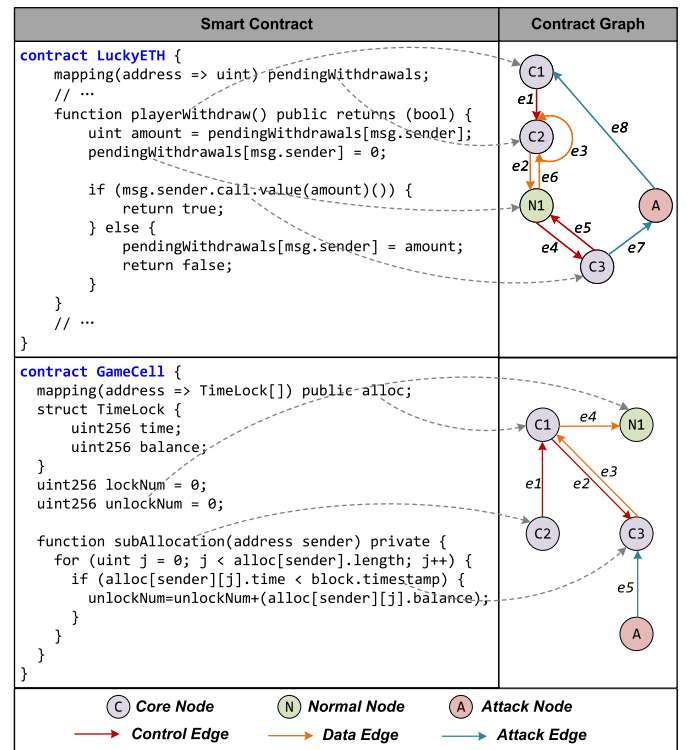 Smart Contract
Contract Graph
contract LuckyETH {
mapping(address => uint) pendingWithdrawals;
// ⋯
function playerWithdraw() public returns (bool) {
uint amount = pendingWithdrawals[msg.sender];
pendingWithdrawals[msg.sender] = 0;
if (msg.sender.call.value(amount)()) {
return true;
} else {
pendingWithdrawals[msg.sender] = amount;
return false;
}
}
// ⋯
}
C1
e1
e8
C2
e3
e2
e6
N1
A
e5
e4
e7
C3
contract GameCell {
mapping(address => TimeLock[]) public alloc;
struct TimeLock {
uint256 time;
uint256 balance;
}
uint256 lockNum = 0;
uint256 unlockNum = 0;
function subAllocation(address sender) private {
for (uint j = 0; j < alloc[sender].length; j++) {
if (alloc[sender][j].time < block.timestamp) {
unlockNum=unlockNum+(alloc[sender][j].balance);
}
}
}
}
C1
e4
N1
e3
e1
e2
C2
C3
e5
A
C Core Node
N Normal Node
A Attack Node
Control Edge
Data Edge
Attack Edge